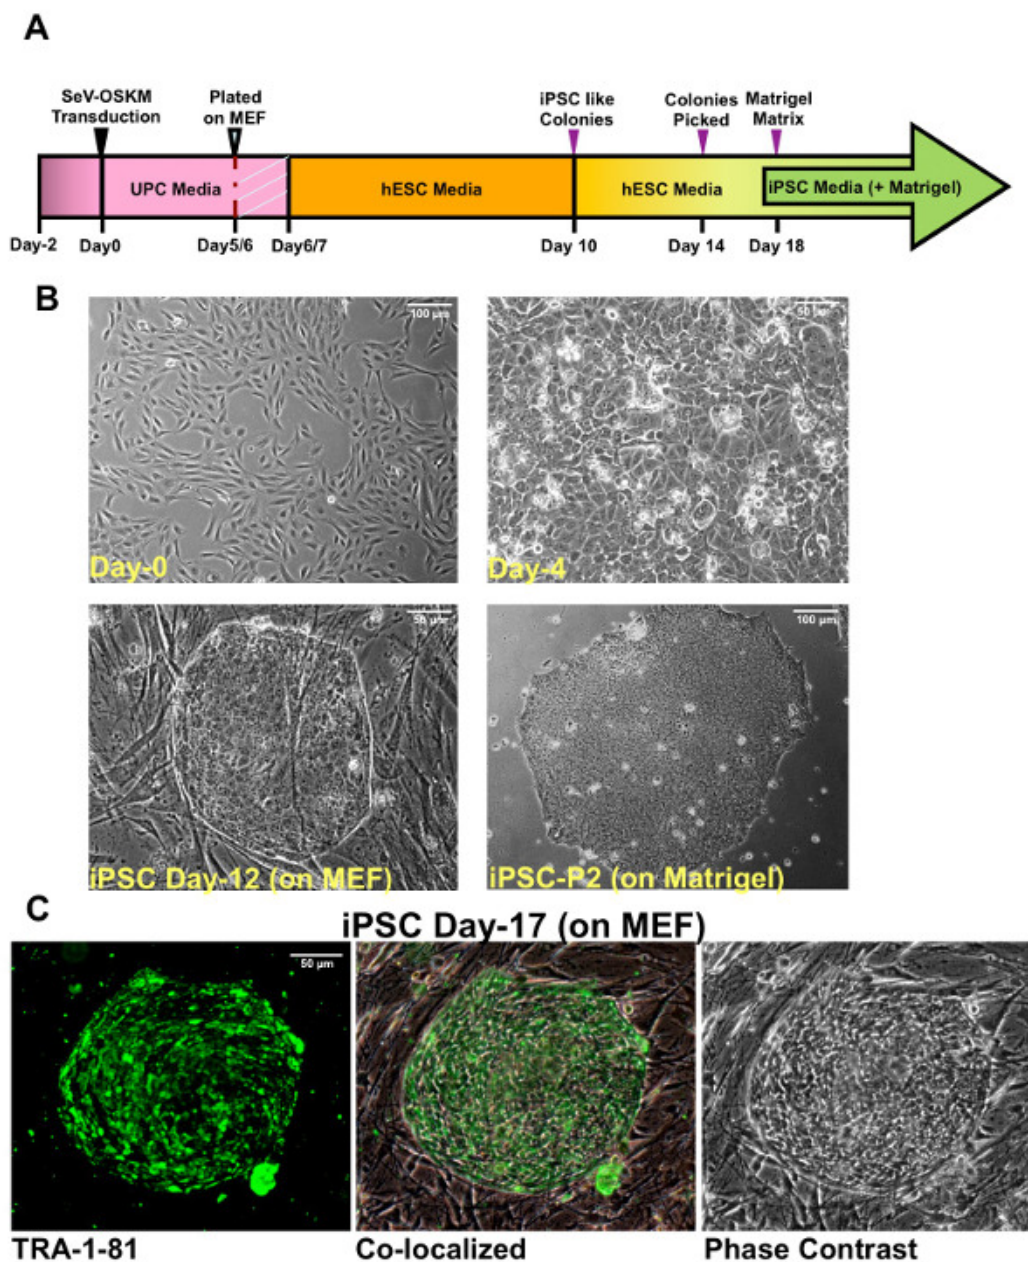 A
SeV-OSKM
Transduction
Plated
on MEF
iPSC like
Colonies
Colonies
Picked
Matrigel
Matrix
UPC Media
hESC Media
hESC Media
iPSC Media (+ Matrigel)
Day-2
Day0
Day5/6
Day6/7
Day 10
Day 14
Day 18
B
100 µm
Day-0
50 µm
Day-4
50 µm
iPSC Day-12 (on MEF)
100 µm
iPSC-P2 (on Matrigel)
C
iPSC Day-17 (on MEF)
50 µm
TRA-1-81
Co-localized
Phase Contrast